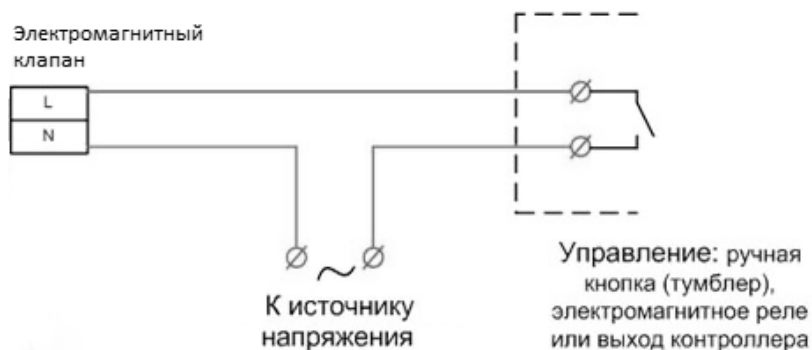 Электромагнитный
клапан
L
N
~
К источнику
напряжения
Управление: ручная
кнопка (тумблер),
электромагнитное реле
или выход контроллера